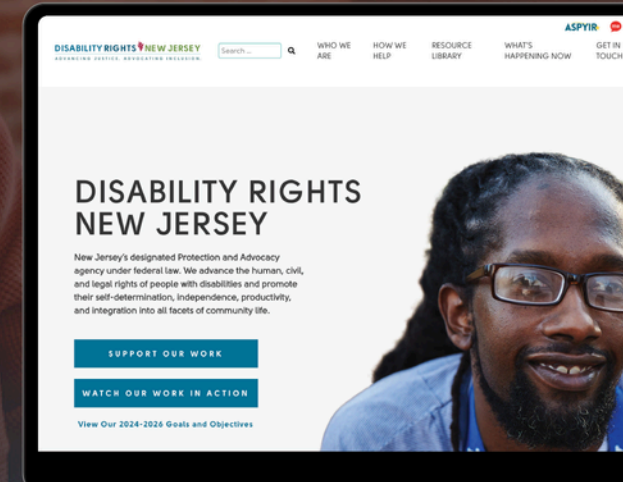 ASPYIR
DISABILITY RIGHTS NEW JERSEY
ADVANCING JUSTICE. ADVOCATING INCLUSION.
Search ...
WHO WE
ARE
HOW WE
HELP
RESOURCE
LIBRARY
WHAT'S
HAPPENING NOW
GET IN
TOUCH
DISABILITY RIGHTS
NEW JERSEY
New Jersey's designated Protection and Advocacy
agency under federal law. We advance the human, civil,
and legal rights of people with disabilities and promote
their self-determination, independence, productivity,
and integration into all facets of community life.
SUPPORT OUR WORK
WATCH OUR WORK IN ACTION
View Our 2024-2026 Goals and Objectives